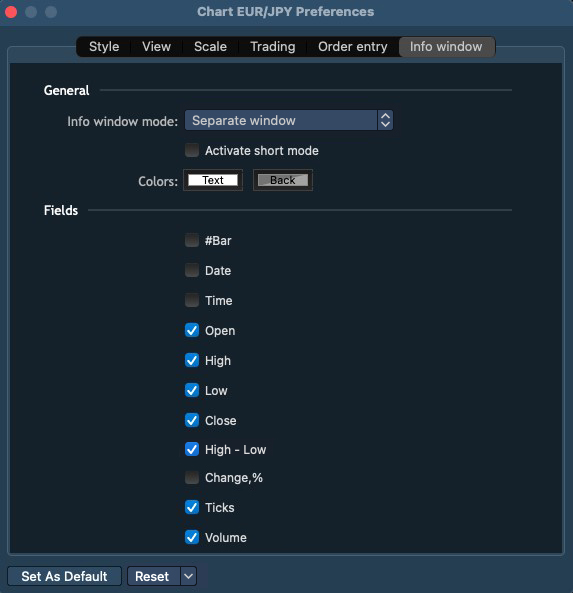 Chart EUR/JPY Preferences
Style View Scale Trading Order entry Info window
General
Info window mode: Separate window
Activate short mode
Colors: Text Back
Fields
#Bar
Date
Time
Open
High
Low
Close
High - Low
Change,%
Ticks
Volume
Set As Default Reset